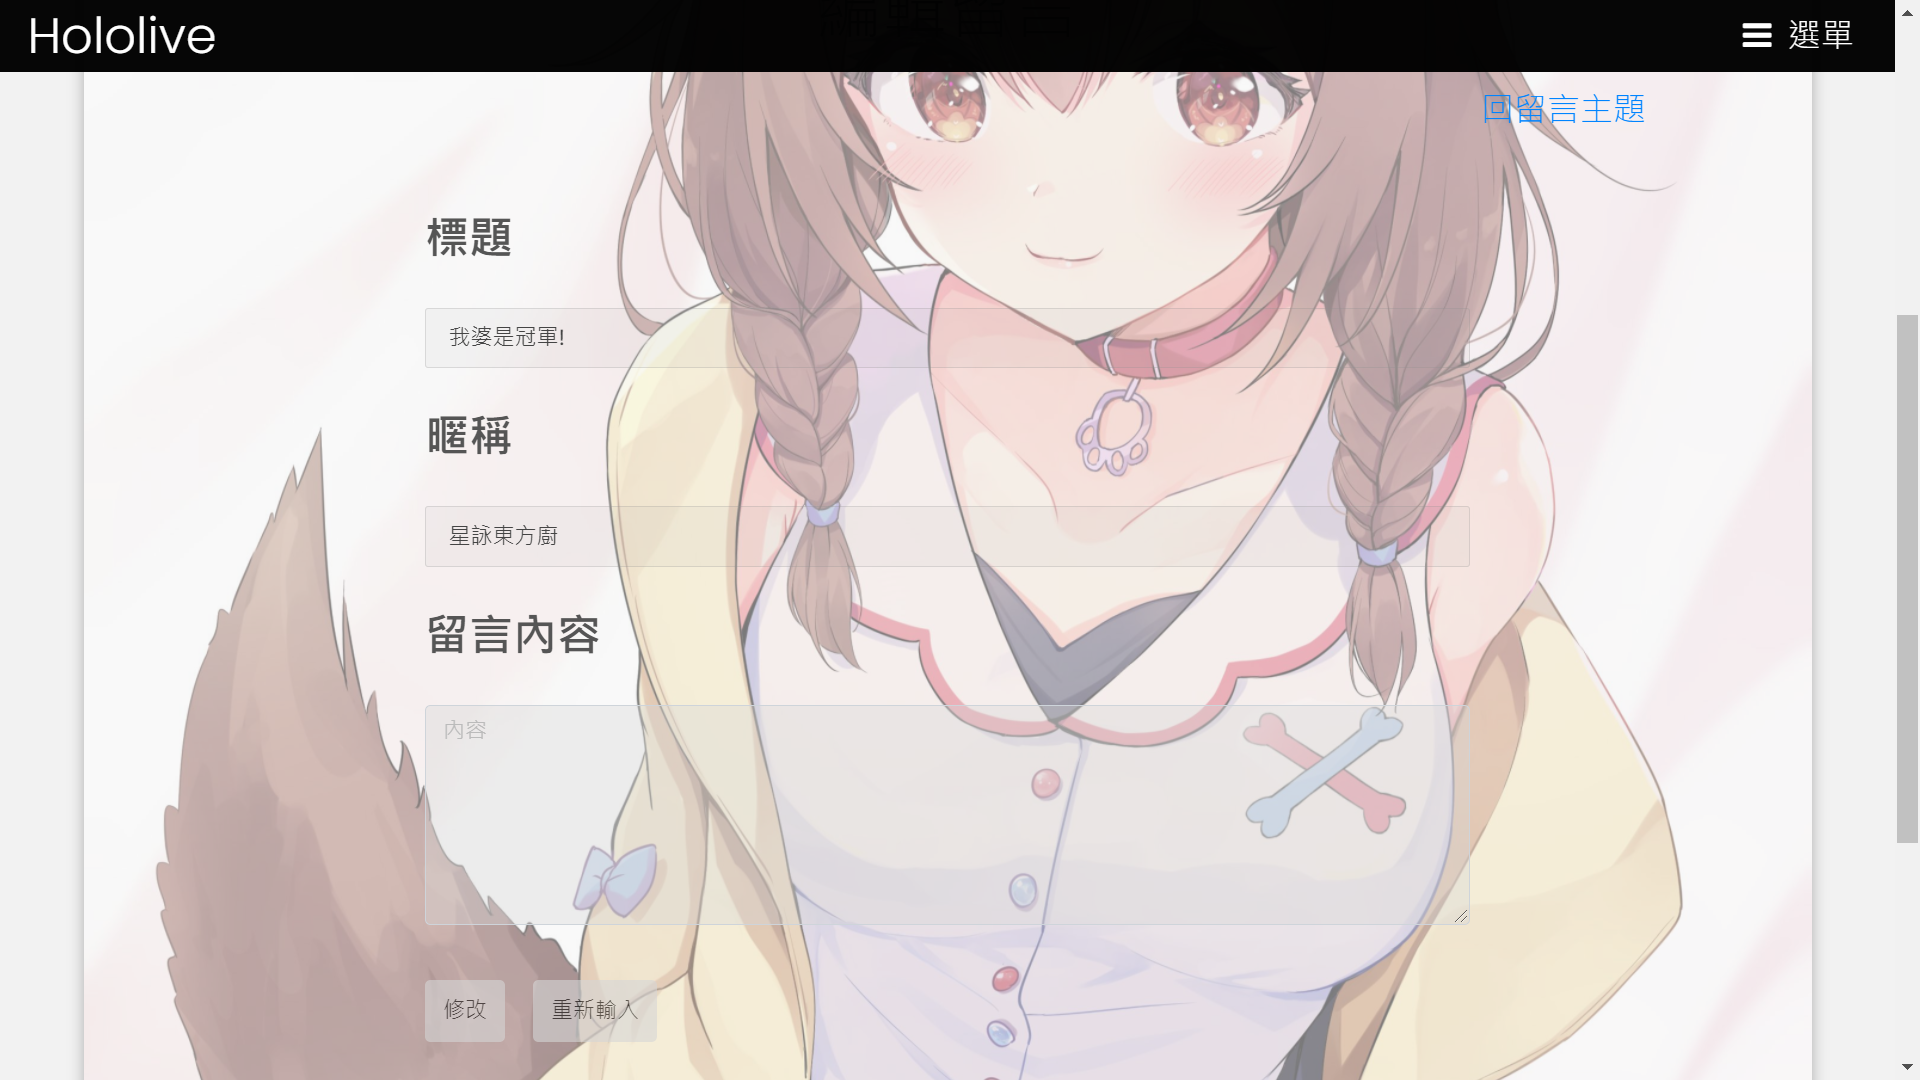 Hololive
選單
回留言主題
標題
我婆是冠軍!
暱稱
星詠東方廚
留言內容
內容
修改
重新輸入